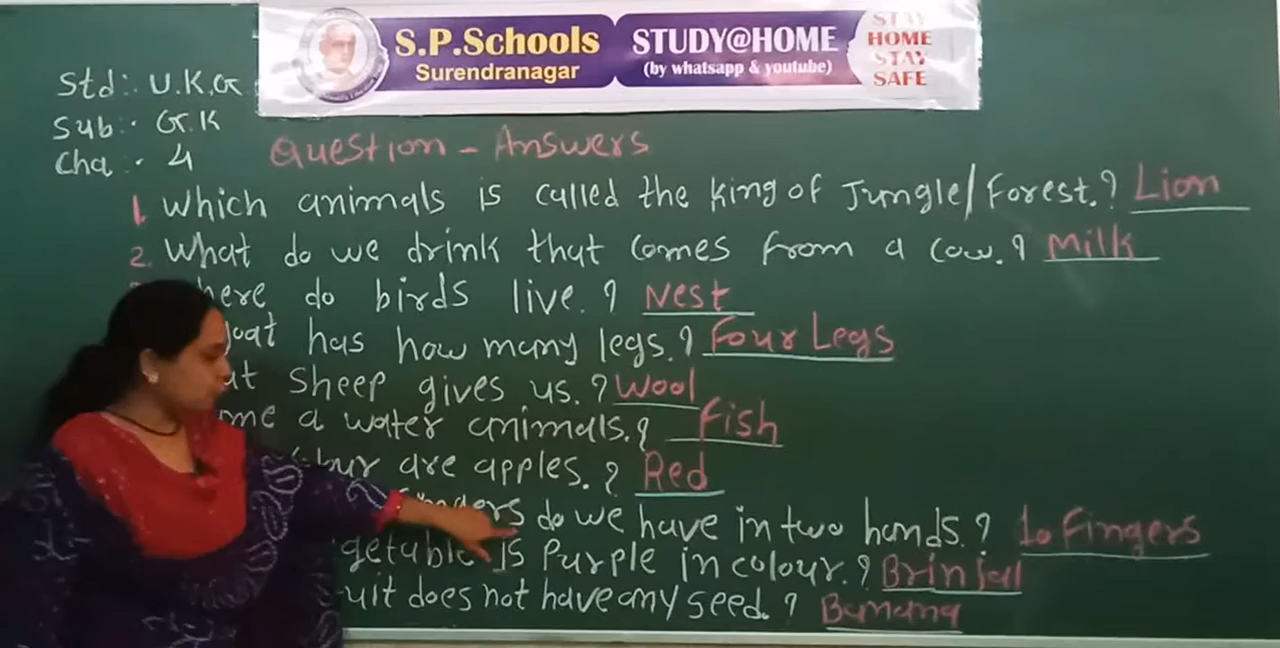 S.P.Schools
Surendranagar
STUDY@HOME
(by whatsapp & youtube)
STAY
HOME
STAY
SAFE
Std:. U.K.G
Sub:. G.K
Cha:. 4
Question - Answers
1. Which animals is called the king of Jungle/Forest.? Lion
2. What do we drink that comes from a cow.? Milk
here do birds live.? Nest
goat has how many legs.? Four Legs
at sheep gives us.? Wool
me a water animals.? Fish
are apples.? Red
do we have in two hands.? 10 Fingers
getable is Purple in colour.? Brinjal
uit does not have any seed.? Banana